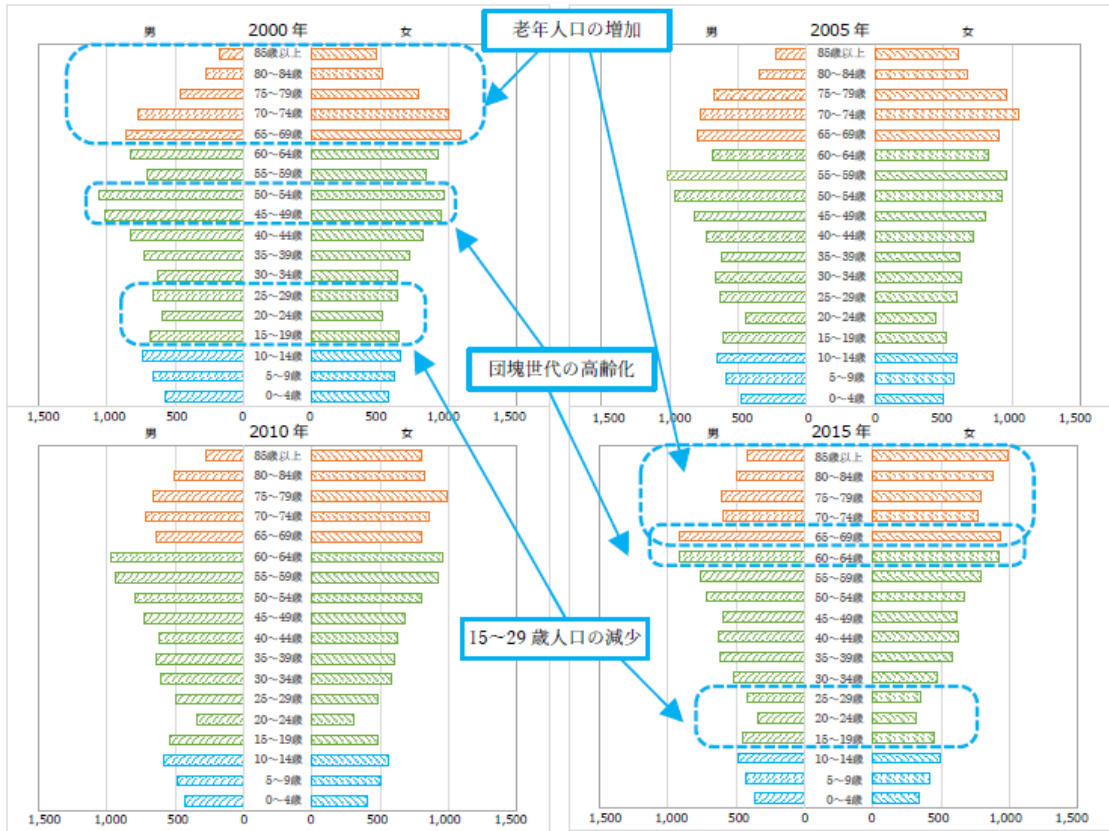 男 2000年 女
85歳以上
80～84歳
75～79歳
70～74歳
65～69歳
60～64歳
55～59歳
50～54歳
45～49歳
40～44歳
35～39歳
30～34歳
25～29歳
20～24歳
15～19歳
10～14歳
5～9歳
0～4歳
1,500 1,000 500 0 0 500 1,000 1,500
老年人口の増加
男 2005年 女
85歳以上
80～84歳
75～79歳
70～74歳
65～69歳
60～64歳
55～59歳
50～54歳
45～49歳
40～44歳
35～39歳
30～34歳
25～29歳
20～24歳
15～19歳
10～14歳
5～9歳
0～4歳
1,500 1,000 500 0 0 500 1,000 1,500
団塊世代の高齢化
男 2010年 女
85歳以上
80～84歳
75～79歳
70～74歳
65～69歳
60～64歳
55～59歳
50～54歳
45～49歳
40～44歳
35～39歳
30～34歳
25～29歳
20～24歳
15～19歳
10～14歳
5～9歳
0～4歳
1,500 1,000 500 0 0 500 1,000 1,500
15～29歳人口の減少
男 2015年 女
85歳以上
80～84歳
75～79歳
70～74歳
65～69歳
60～64歳
55～59歳
50～54歳
45～49歳
40～44歳
35～39歳
30～34歳
25～29歳
20～24歳
15～19歳
10～14歳
5～9歳
0～4歳
1,500 1,000 500 0 0 500 1,000 1,500